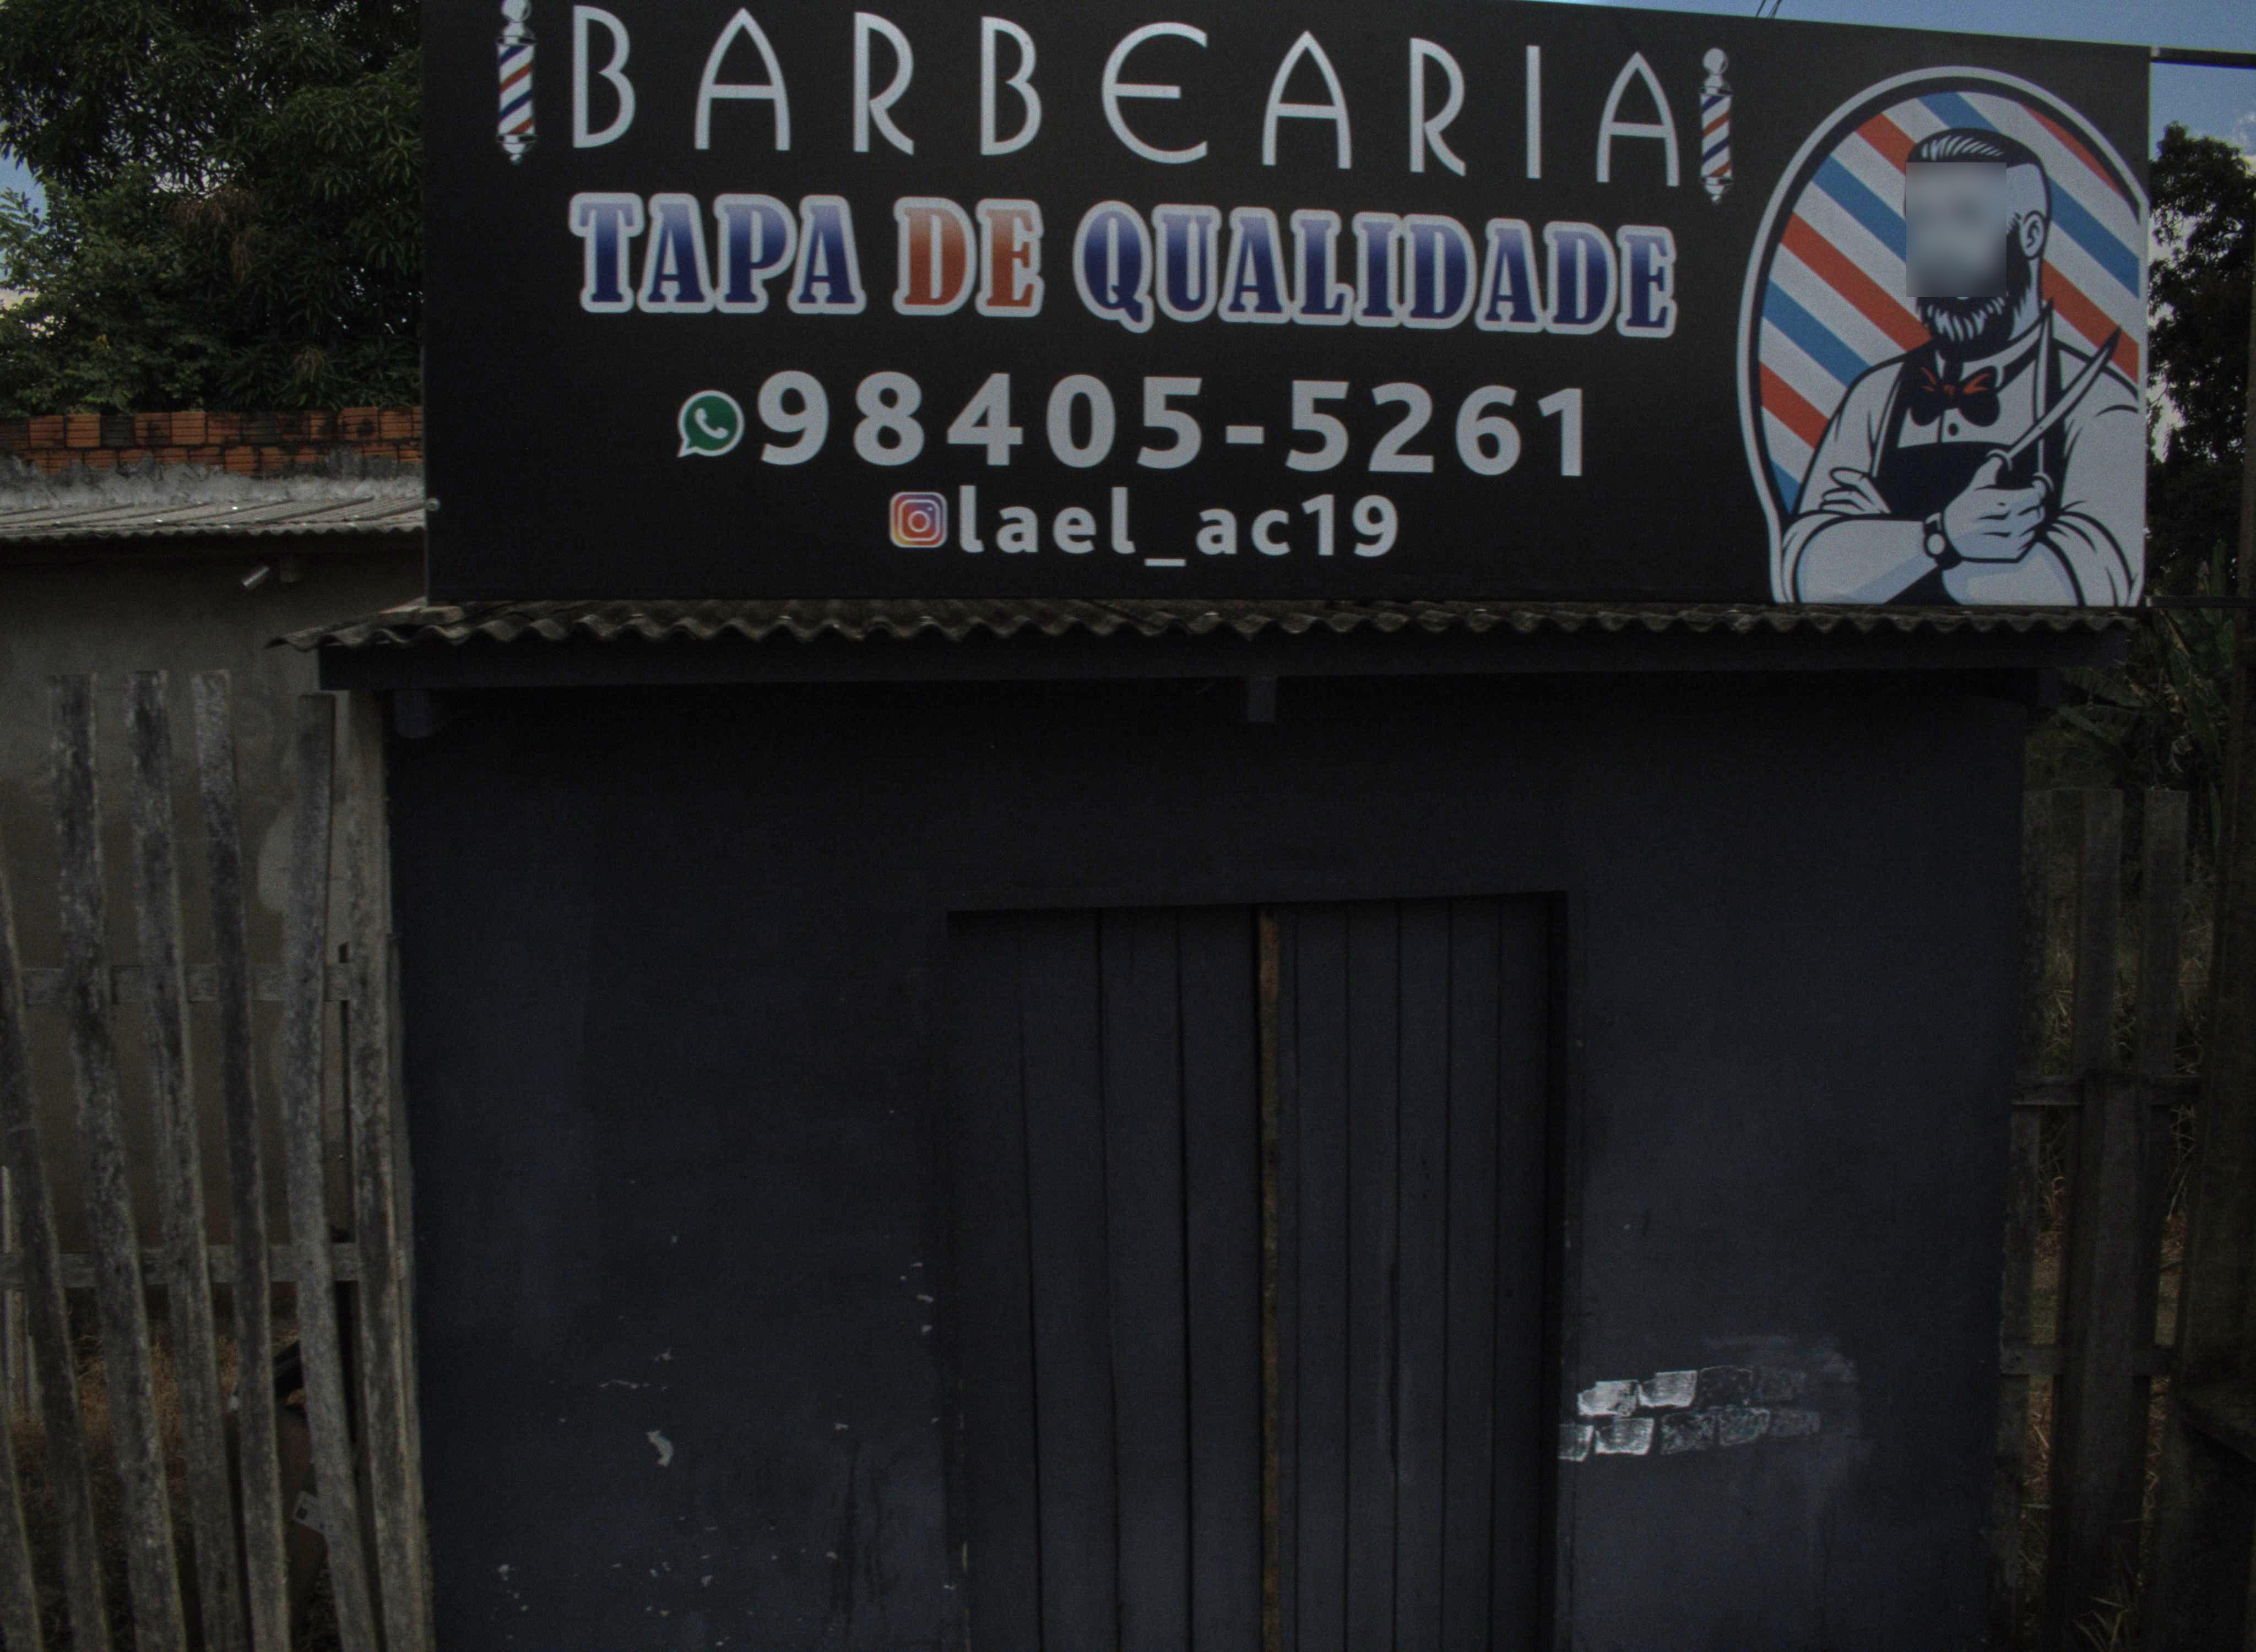 BARBEARIA
TAPA DE QUALIDADE
98405-5261
lael_ac19